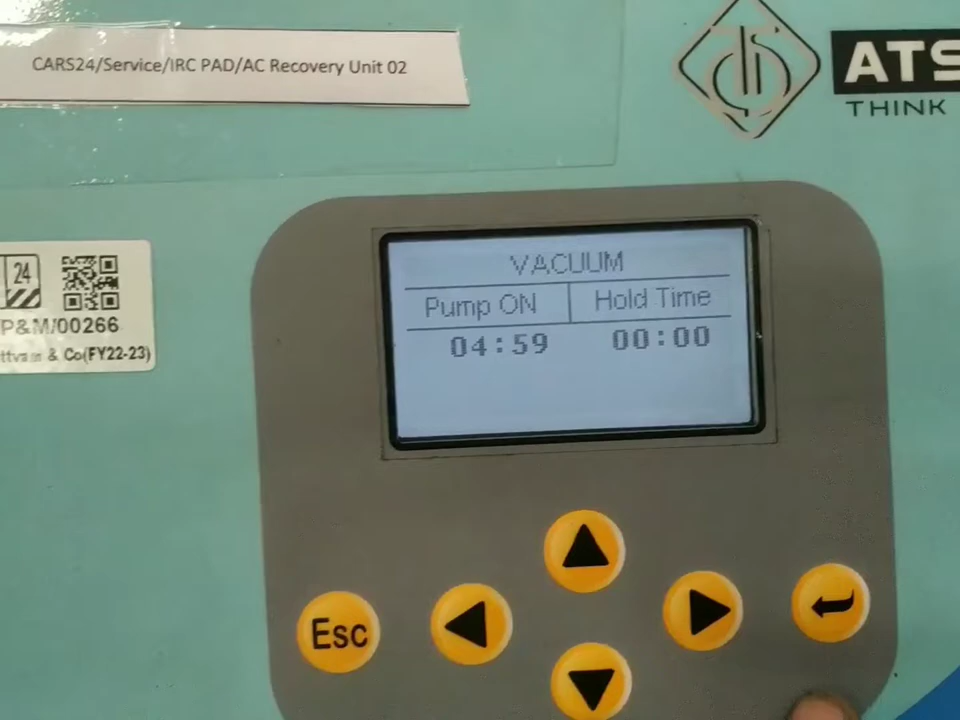 CARS24/Service/IRC PAD/AC Recovery Unit 02
ATS
THINK
24
P&M/00266
& Co(FY22-23)
VACUUM
Pump ON Hold Time
04:59 00:00
Esc